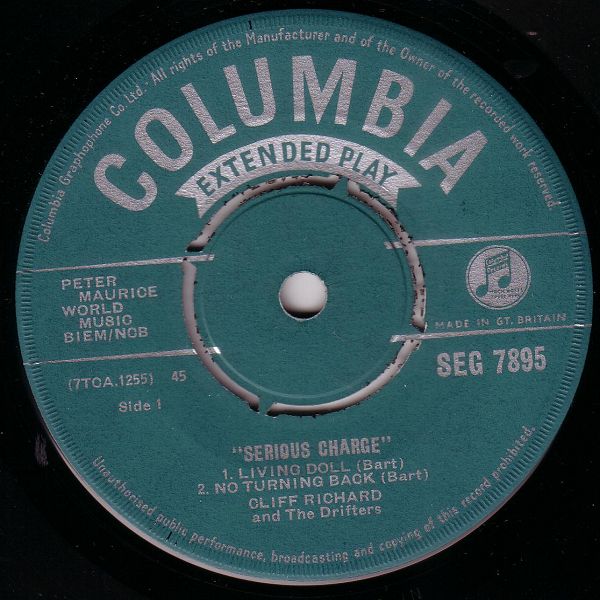 Columbia Graphophone Co Ltd. All rights of the Manufacturer and of the Owner of the recorded work reserved.
COLUMBIA
EXTENDED PLAY
PETER
MAURICE
WORLD
MUSIC
BIEM/NCB
MADE IN GT. BRITAIN
(7TCA.1255) 45
SEG 7895
Side 1
"SERIOUS CHARGE"
1. LIVING DOLL (Bart)
2. NO TURNING BACK (Bart)
CLIFF RICHARD
and The Drifters
Unauthorised public performance, broadcasting and copying of this record prohibited.